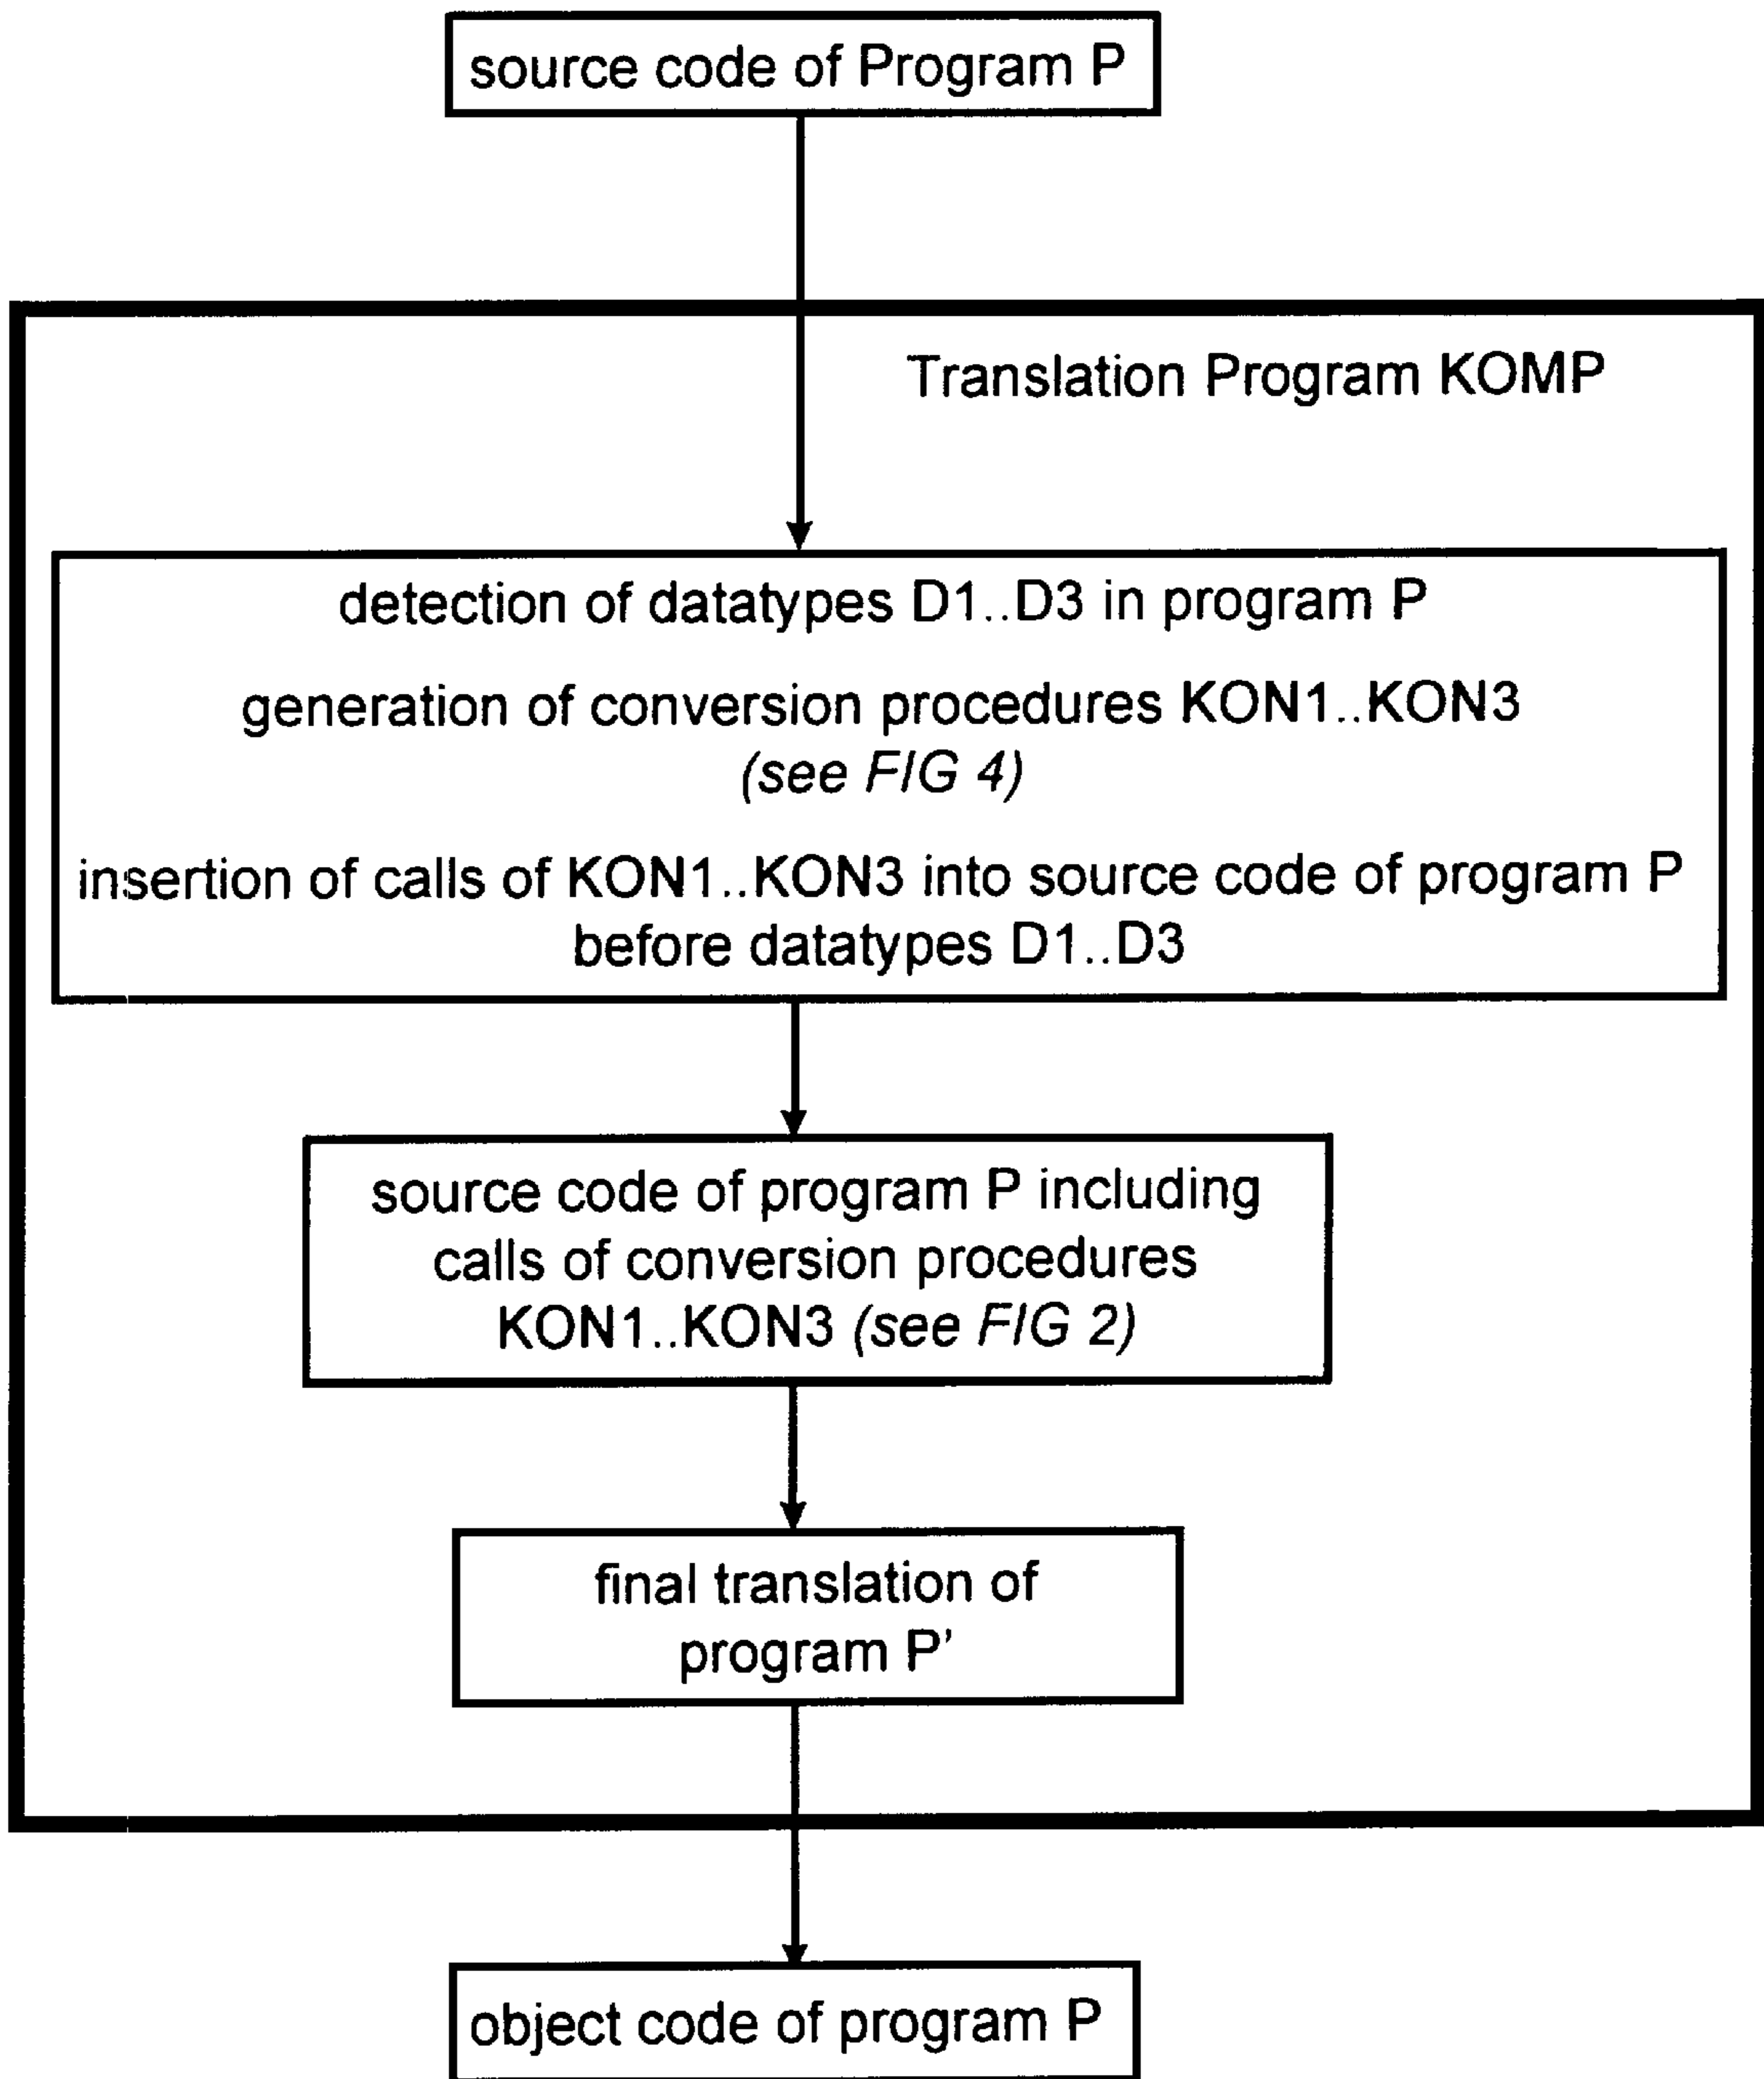 source code of Program P
Translation Program KOMP
detection of datatypes D1..D3 in program P
generation of conversion procedures KON1..KON3
(see FIG 4)
insertion of calls of KON1..KON3 into source code of program P
before datatypes D1..D3
source code of program P including
calls of conversion procedures
KON1..KON3 (see FIG 2)
final translation of
program P'
object code of program P